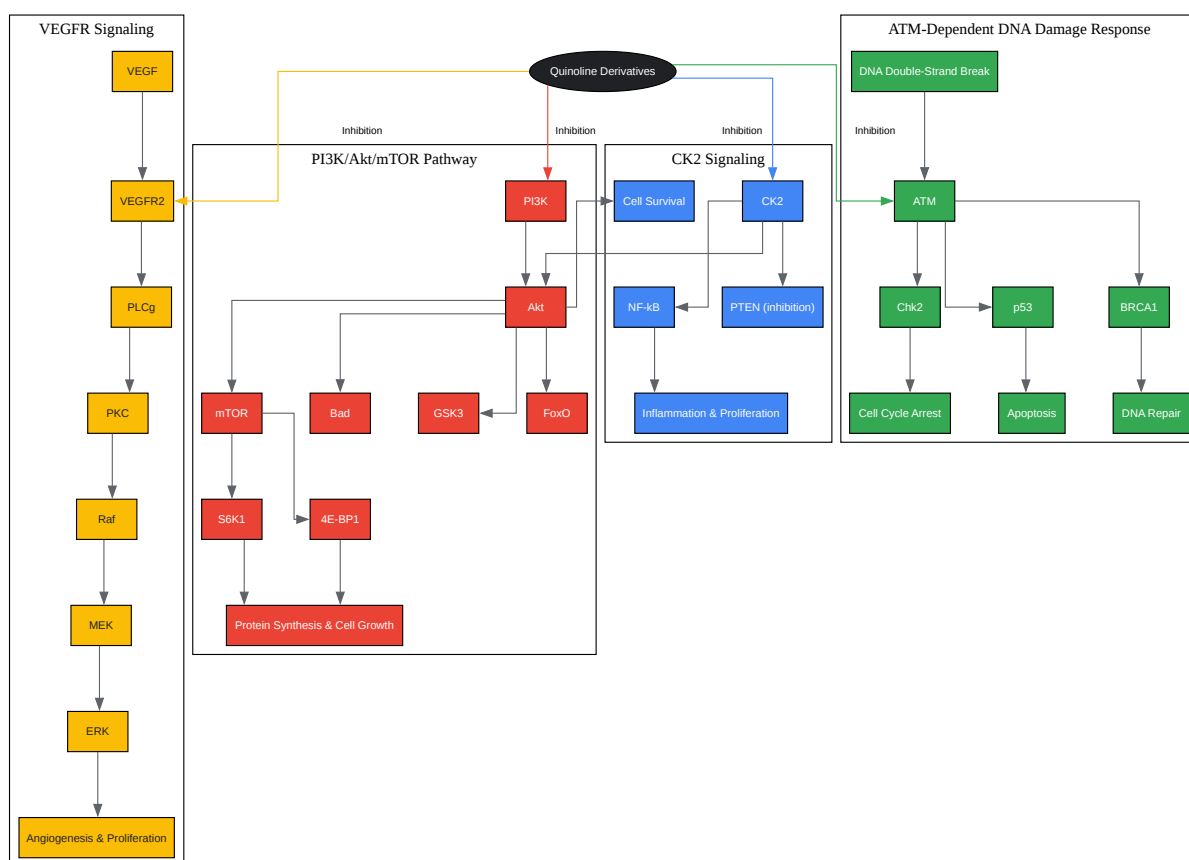 VEGFR Signaling
ATM-Dependent DNA Damage Response
VEGF
Quinoline Derivatives
DNA Double-Strand Break
Inhibition
Inhibition
Inhibition
Inhibition
PI3K/Akt/mTOR Pathway
CK2 Signaling
VEGFR2
PI3K
Cell Survival
CK2
ATM
PLCg
Akt
NF-kB
PTEN (inhibition)
Chk2
p53
BRCA1
PKC
mTOR
Bad
GSK3
FoxO
Inflammation & Proliferation
Cell Cycle Arrest
Apoptosis
DNA Repair
Raf
S6K1
4E-BP1
MEK
Protein Synthesis & Cell Growth
ERK
Angiogenesis & Proliferation